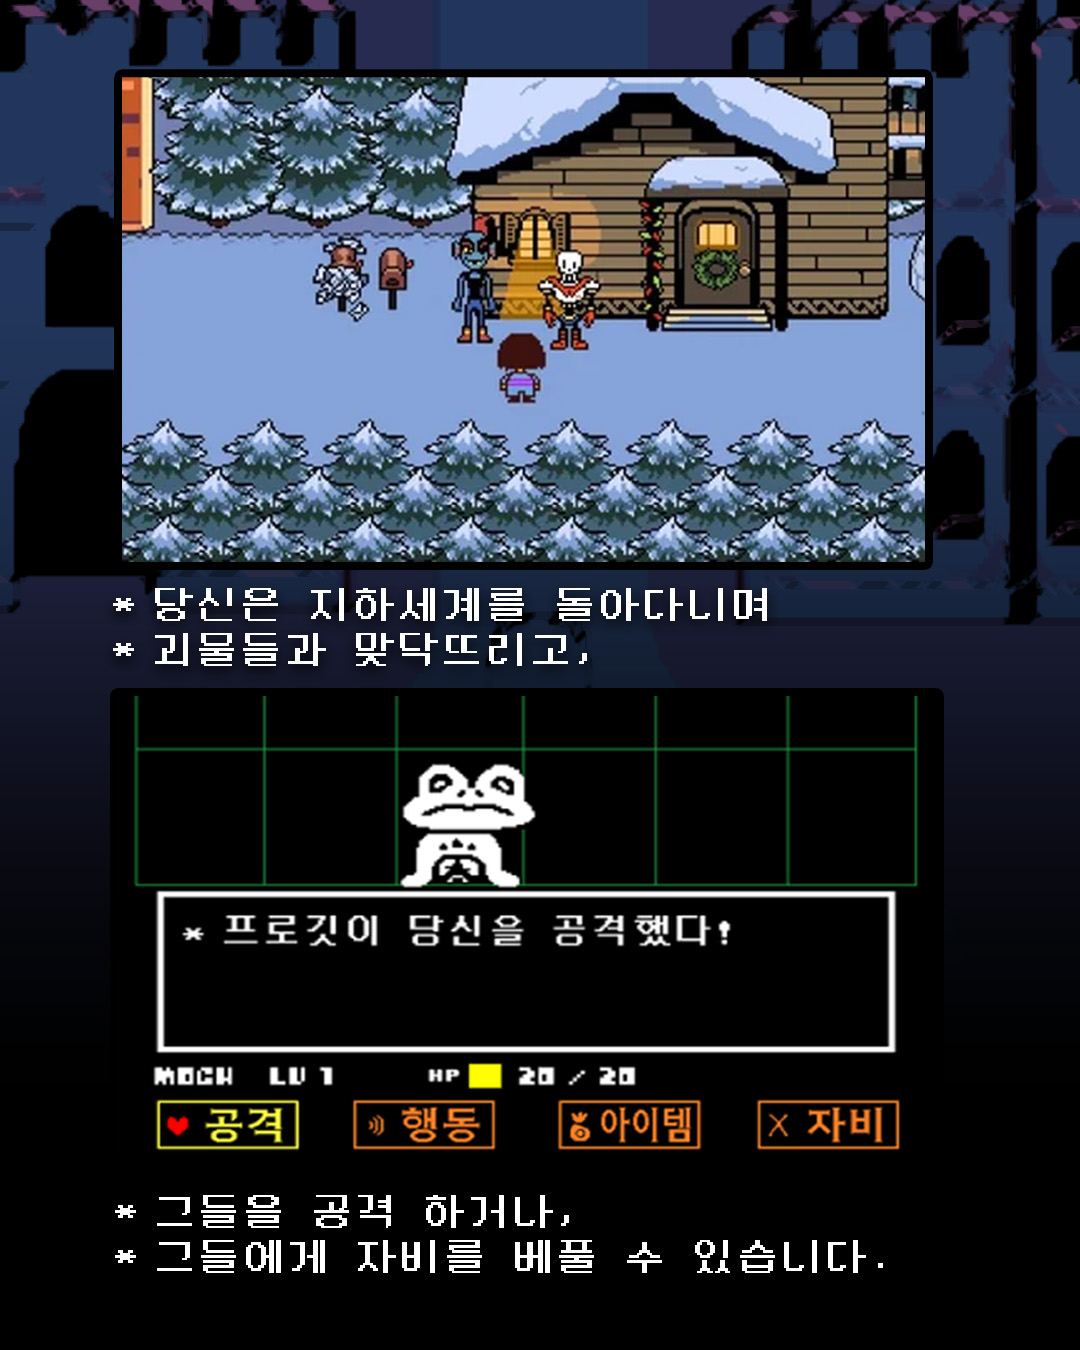 * 당신은 지하세계를 돌아다니며
* 괴물들과 맞닥뜨리고,
* 프로깃이 당신을 공격했다!
MOCH LV 1 HP 20 / 20
공격 행동 아이템 자비
* 그들을 공격 하거나,
* 그들에게 자비를 베풀 수 있습니다.